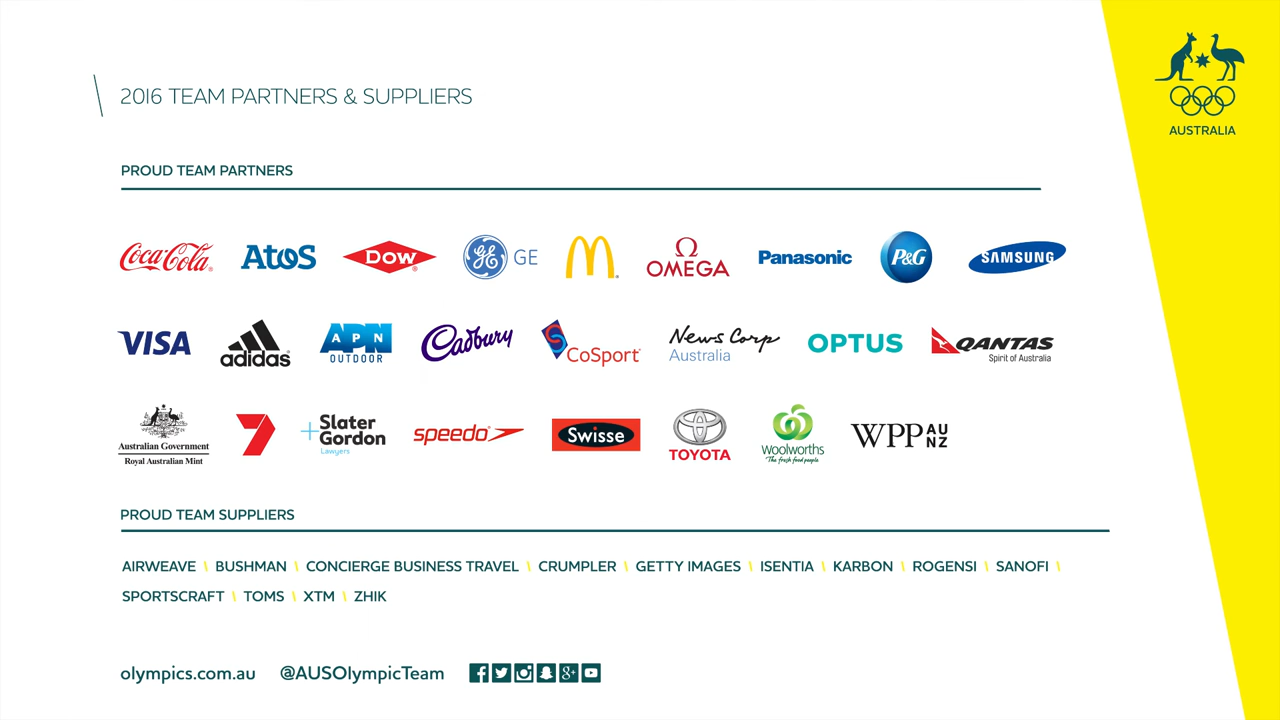 2016 TEAM PARTNERS & SUPPLIERS
AUSTRALIA
PROUD TEAM PARTNERS
Coca-Cola
Atos
DOW
GE GE
M
OMEGA
Panasonic
P&G
SAMSUNG
VISA
adidas
APN
OUTDOOR
Cadbury
CoSport
News Corp
Australia
OPTUS
QANTAS
Spirit of Australia
Australian Government
Royal Australian Mint
7
Slater
Gordon
Lawyers
speedo
Swisse
TOYOTA
woolworths
The fresh food people
WPP AU
NZ
PROUD TEAM SUPPLIERS
AIRWEAVE \ BUSHMAN \ CONCIERGE BUSINESS TRAVEL \ CRUMPLER \ GETTY IMAGES \ ISENTIA \ KARBON \ ROGENSI \ SANOFI \
SPORTSCRAFT \ TOMS \ XTM \ ZHIK
olympics.com.au @AUSOlympicTeam